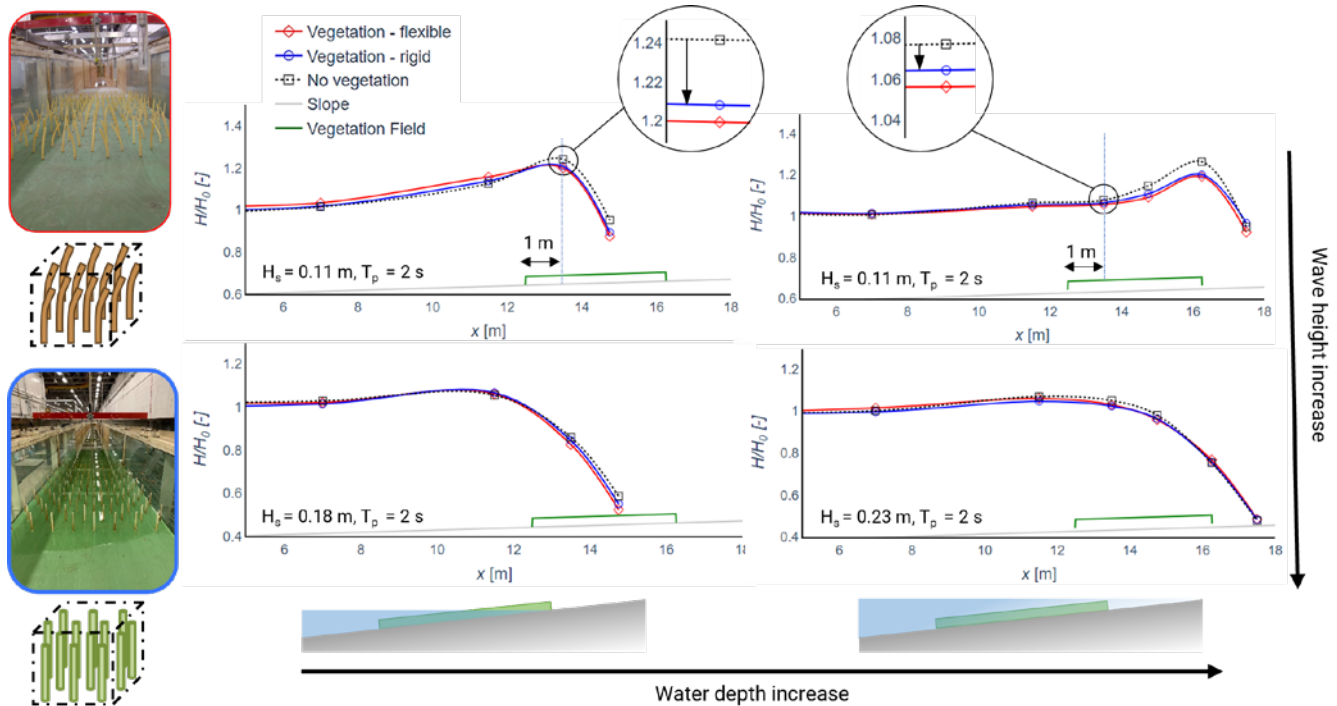 Vegetation - flexible
Vegetation - rigid
No vegetation
Slope
Vegetation Field
1.24
1.22
1.2
1.08
1.06
1.04
1.4
1.2
1
0.8
0.6
H/H₀ [-]
1 m
Hₛ = 0.11 m, Tₚ = 2 s
6 8 10 12 14 16 18
x [m]
1.4
1.2
1
0.8
0.6
H/H₀ [-]
1 m
Hₛ = 0.11 m, Tₚ = 2 s
6 8 10 12 14 16 18
x [m]
1.2
1
0.8
0.6
0.4
H/H₀ [-]
Hₛ = 0.18 m, Tₚ = 2 s
6 8 10 12 14 16 18
x [m]
1.2
1
0.8
0.6
0.4
H/H₀ [-]
Hₛ = 0.23 m, Tₚ = 2 s
6 8 10 12 14 16 18
x [m]
Wave height increase
Water depth increase